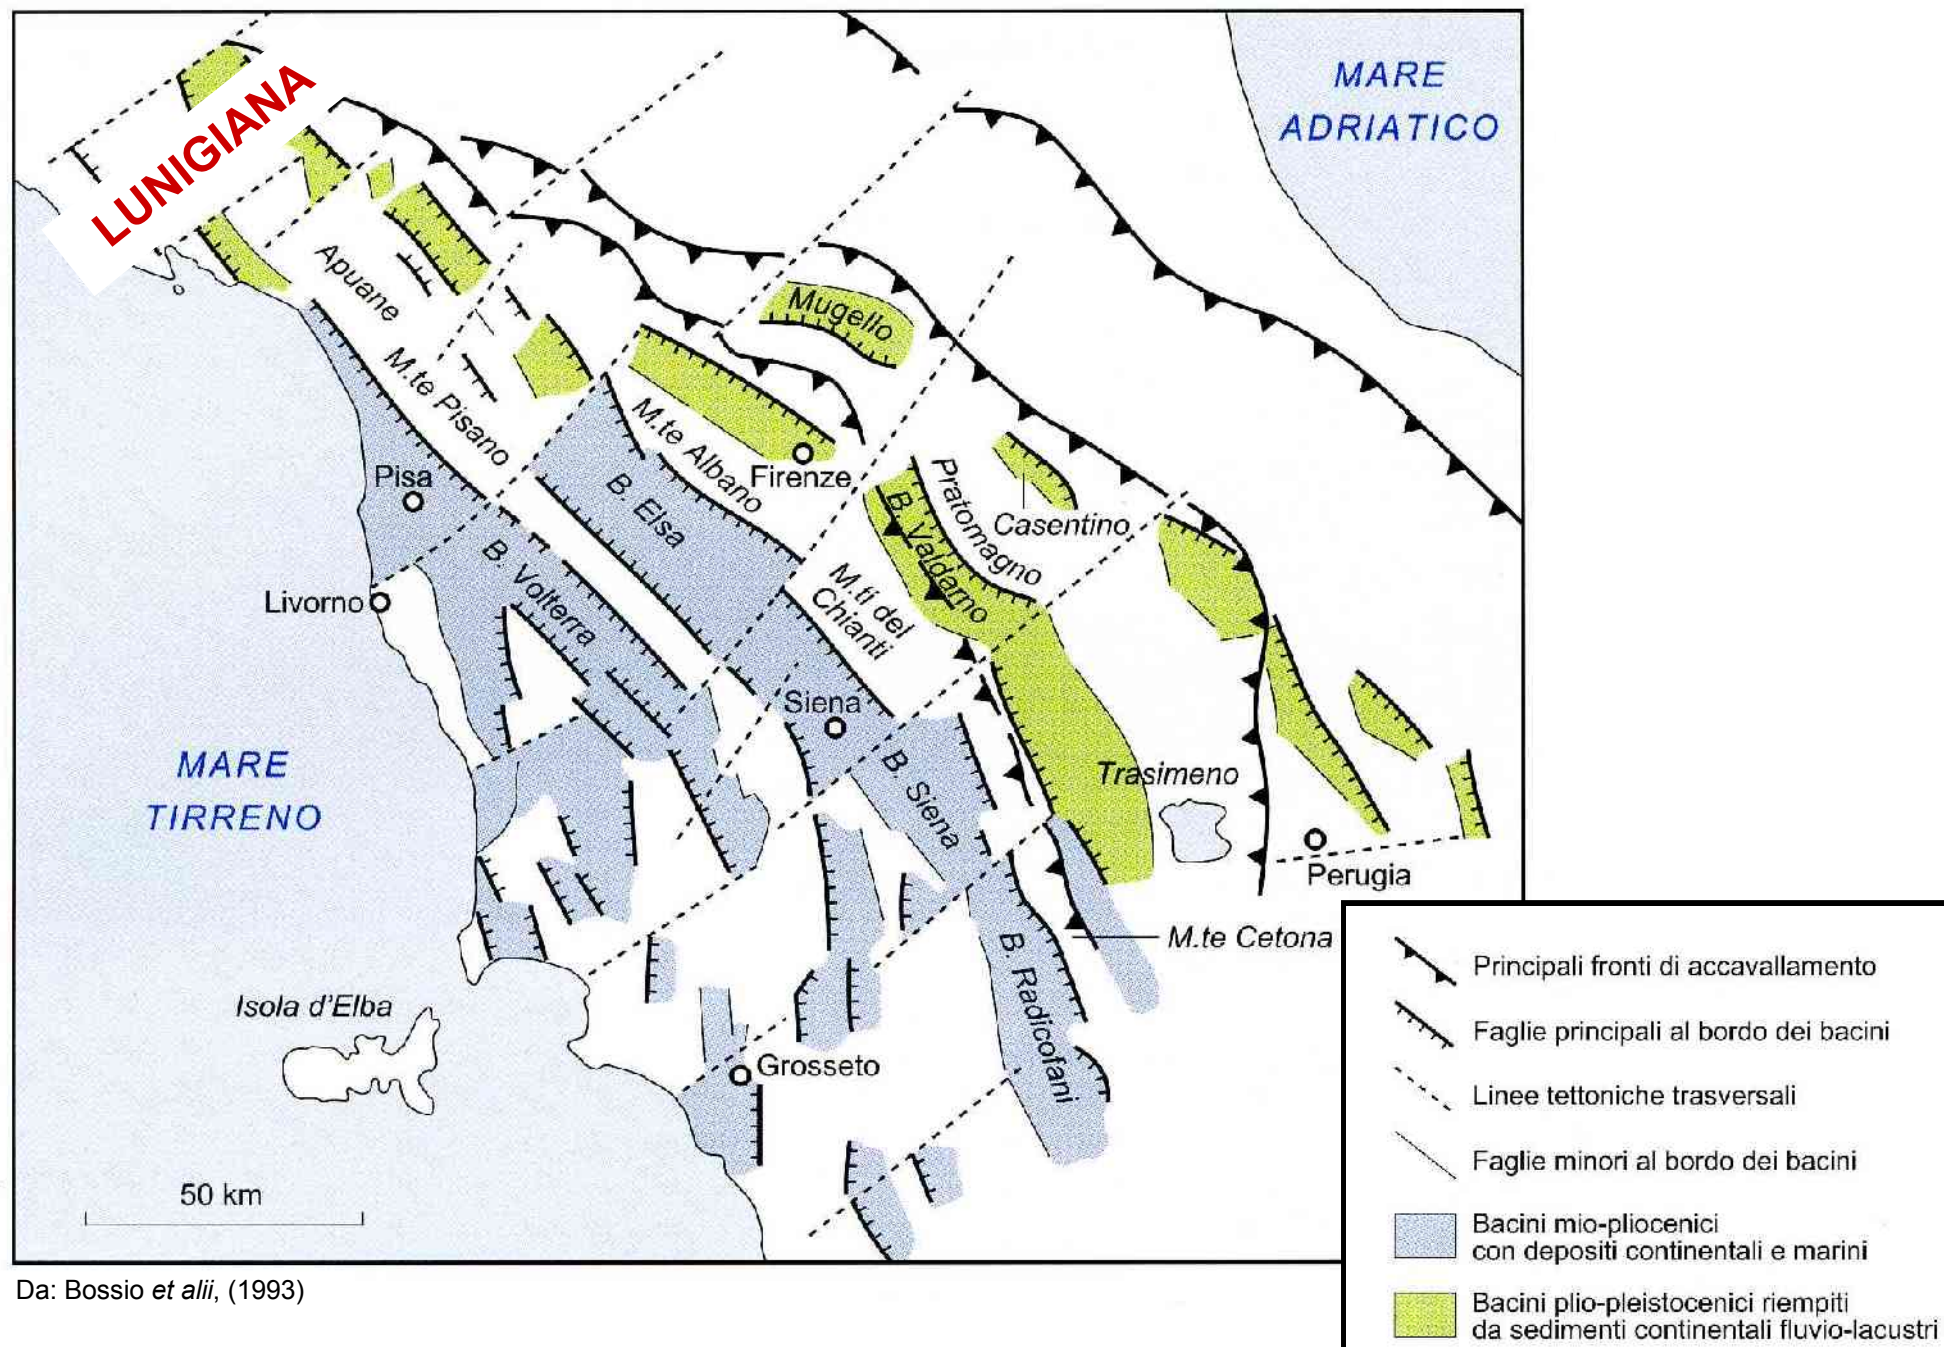 LUNIGIANA
MARE
ADRIATICO
Apuane
Mugello
M.te Pisano
M.te Albano
Firenze
Pisa
B. Elsa
Pratomagno
Casentino
B. Valdarno
B. Volterra
Livorno
M.ti del
Chianti
Siena
B. Siena
Trasimeno
MARE
TIRRENO
Perugia
M.te Cetona
B. Radicofani
Isola d'Elba
Grosseto
50 km
Principali fronti di accavallamento
Faglie principali al bordo dei bacini
Linee tettoniche trasversali
Faglie minori al bordo dei bacini
Bacini mio-pliocenici
con depositi continentali e marini
Bacini plio-pleistocenici riempiti
da sedimenti continentali fluvio-lacustri
Da: Bossio et alii, (1993)